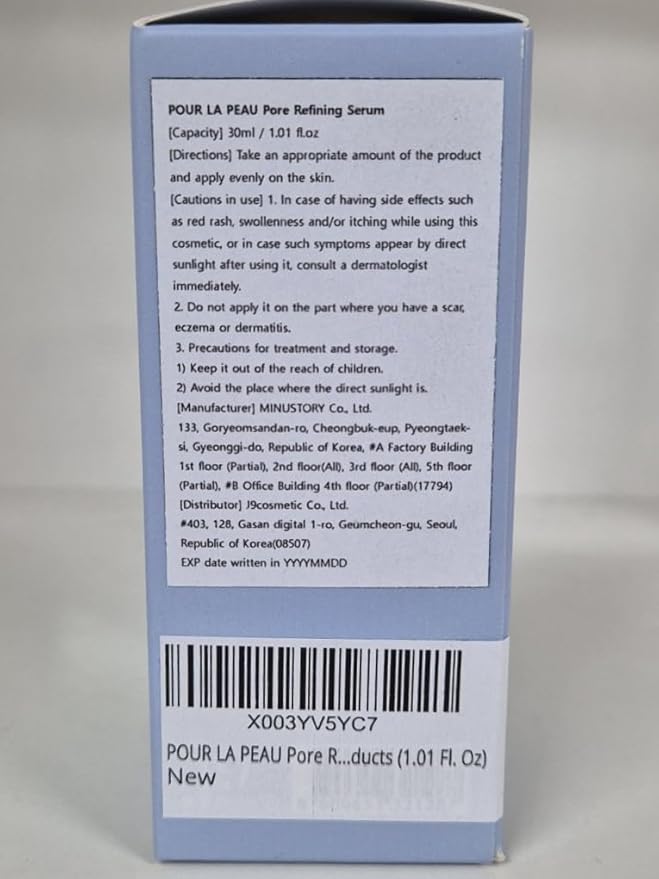 POUR LA PEAU Pore Refining Serum
[Capacity] 30ml / 1.01 fl.oz
[Directions] Take an appropriate amount of the product
and apply evenly on the skin.
[Cautions in use] 1. In case of having side effects such
as red rash, swollenness and/or itching while using this
cosmetic, or in case such symptoms appear by direct
sunlight after using it, consult a dermatologist
immediately.
2. Do not apply it on the part where you have a scar,
eczema or dermatitis.
3. Precautions for treatment and storage.
1) Keep it out of the reach of children.
2) Avoid the place where the direct sunlight is.
[Manufacturer] MINUSTORY Co., Ltd.
133, Goryeomsandan-ro, Cheongbuk-eup, Pyeongtaek-
si, Gyeonggi-do, Republic of Korea, #A Factory Building
1st floor (Partial), 2nd floor(All), 3rd floor (All), 5th floor
(Partial), #B Office Building 4th floor (Partial)(17794)
[Distributor] J9cosmetic Co., Ltd.
#403, 128, Gasan digital 1-ro, Geumcheon-gu, Seoul,
Republic of Korea(08507)
EXP date written in YYYYMMDD
X003YV5YC7
POUR LA PEAU Pore R...ducts (1.01 Fl. Oz)
New